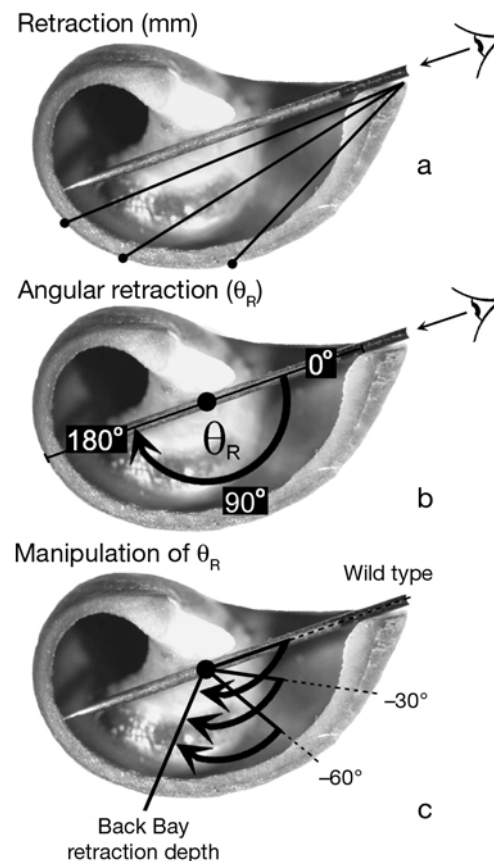 Retraction (mm)
a
Angular retraction (θR)
0°
180°
θR
90°
b
Manipulation of θR
Wild type
–30°
–60°
Back Bay
retraction depth
c